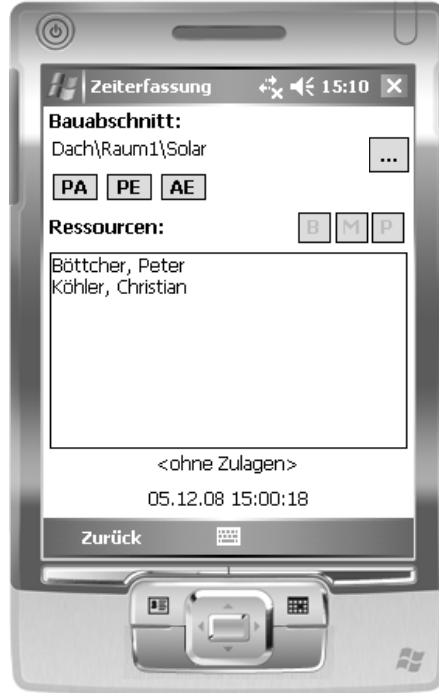 Zeiterfassung 15:10
Bauabschnitt:
Dach\Raum1\Solar
...
PA PE AE
Ressourcen: B M P
Böttcher, Peter
Köhler, Christian
<ohne Zulagen>
05.12.08 15:00:18
Zurück